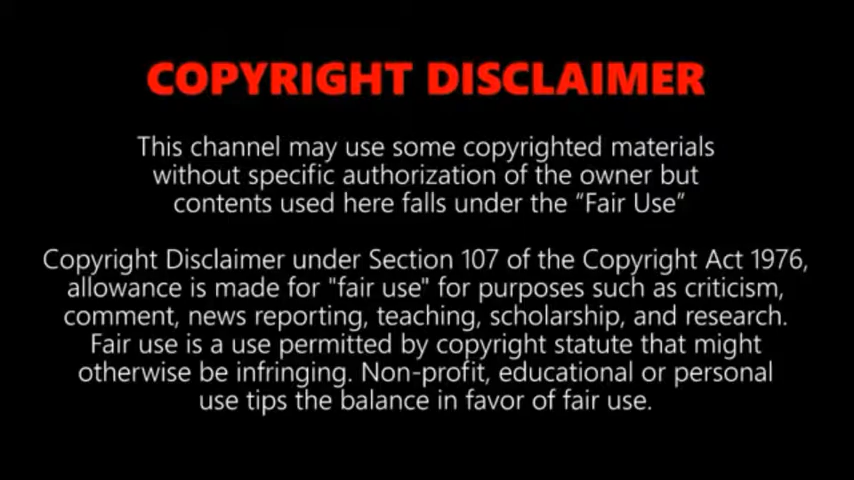 COPYRIGHT DISCLAIMER
This channel may use some copyrighted materials
without specific authorization of the owner but
contents used here falls under the “Fair Use”
Copyright Disclaimer under Section 107 of the Copyright Act 1976,
allowance is made for "fair use" for purposes such as criticism,
comment, news reporting, teaching, scholarship, and research.
Fair use is a use permitted by copyright statute that might
otherwise be infringing. Non-profit, educational or personal
use tips the balance in favor of fair use.